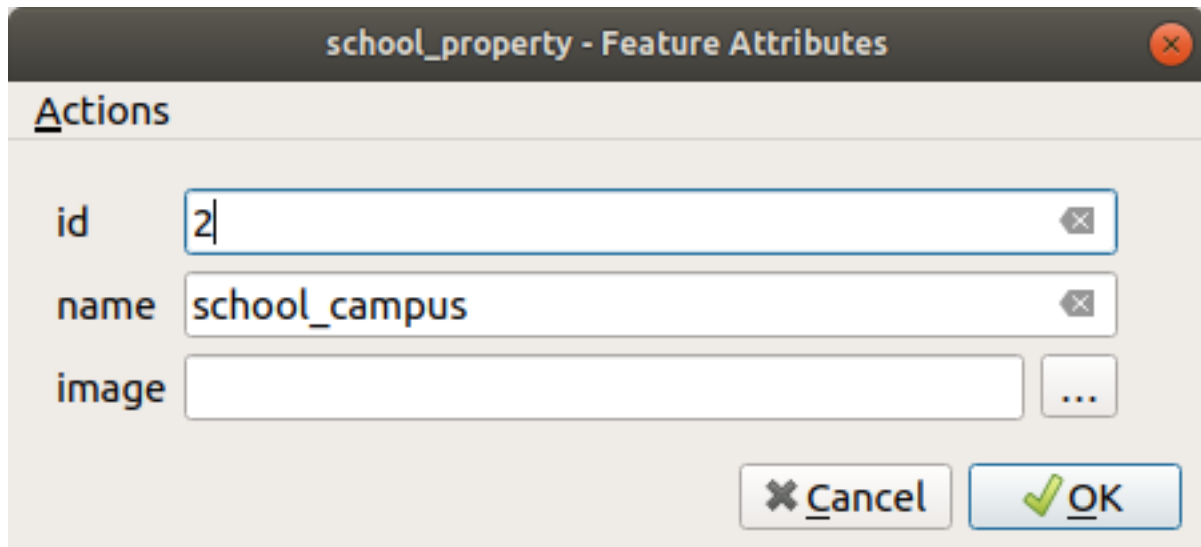 school_property - Feature Attributes
Actions
id 2
name school_campus
image ...
Cancel OK